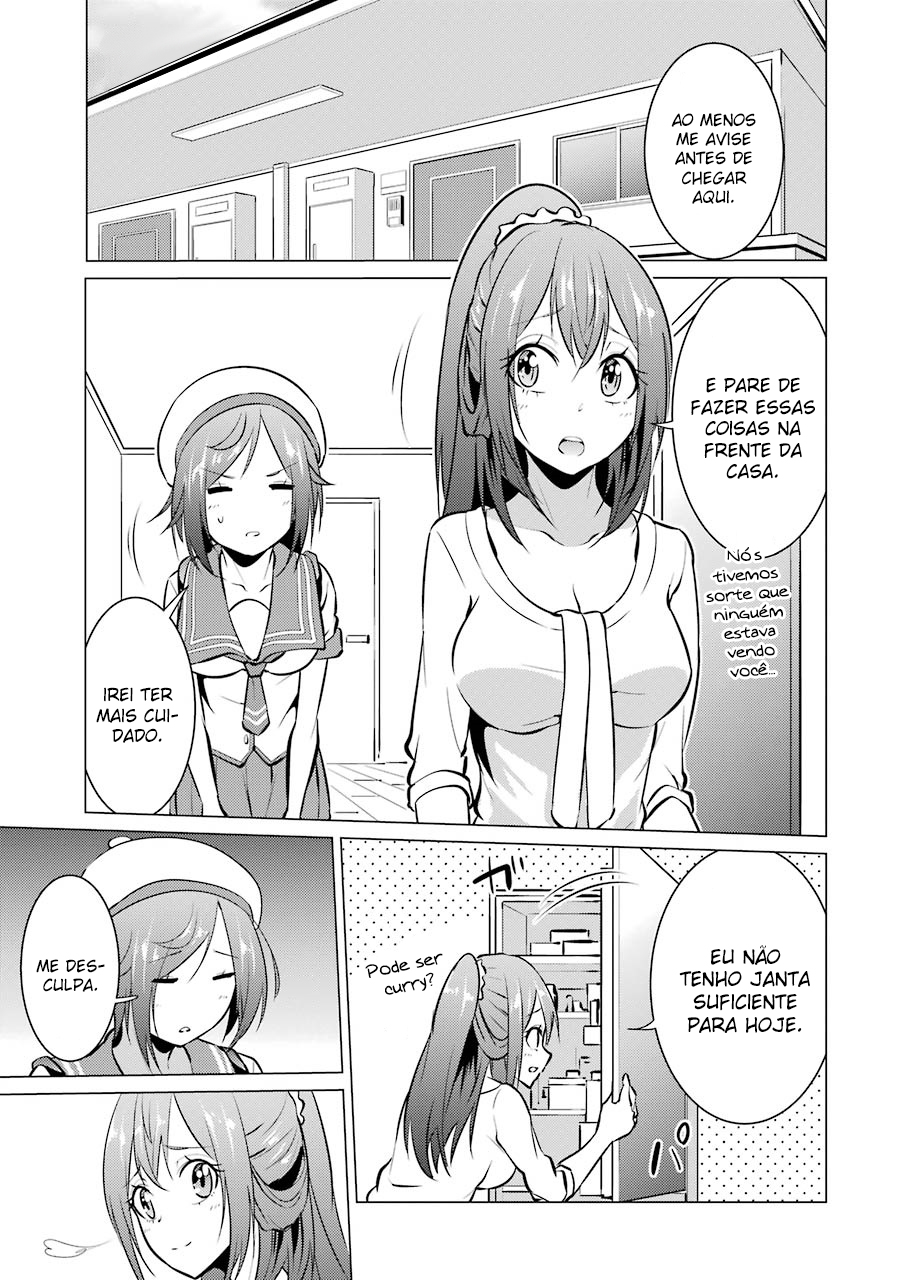 AO MENOS
ME AVISE
ANTES DE
CHEGAR
AQUI.
E PARE DE
FAZER ESSAS
COISAS NA
FRENTE DA
CASA.
Nós
tivemos
sorte que
ninguém
estava
vendo
você...
IREI TER
MAIS CUI-
DADO.
EU NÃO
TENHO JANTA
SUFICIENTE
PARA HOJE.
ガ
Pode ser
curry?
パ
ME DES-
CULPA.